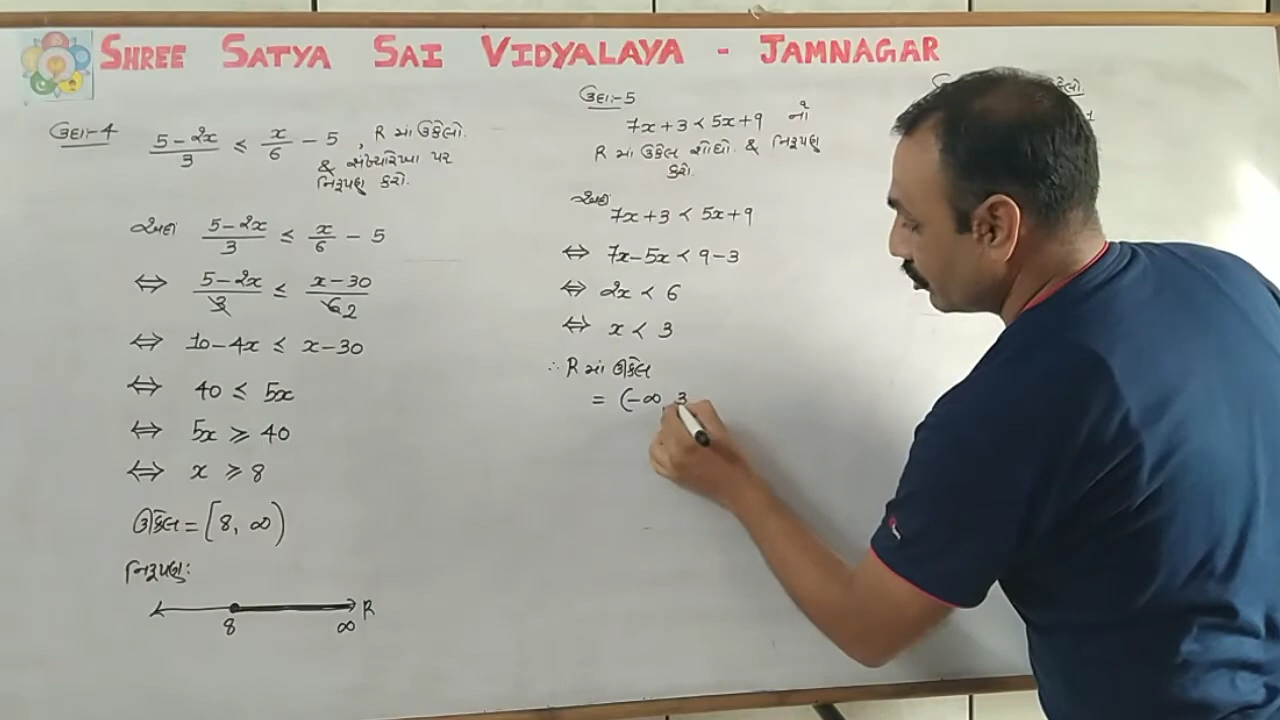 SHREE SATYA SAI VIDYALAYA - JAMNAGAR
ઉદા:-4
5-2x/3 ≤ x/6 - 5 , R માં ઉકેલો.
& સંખ્યારેખા પર
નિરૂપણ કરો.
અહીં 5-2x/3 ≤ x/6 - 5
⇔ 5-2x/3 ≤ x-30/6 2
⇔ 10-4x ≤ x-30
⇔ 40 ≤ 5x
⇔ 5x ≥ 40
⇔ x ≥ 8
ઉકેલ = [8, ∞)
નિરૂપણ:
R
8 ∞
ઉદા:-5
7x+3 < 5x+9 નો
R માં ઉકેલ શોધો. & નિરૂપણ
કરો.
અહીં
7x+3 < 5x+9
⇔ 7x-5x < 9-3
⇔ 2x < 6
⇔ x < 3
∴ R માં ઉકેલ
= (-∞, 3